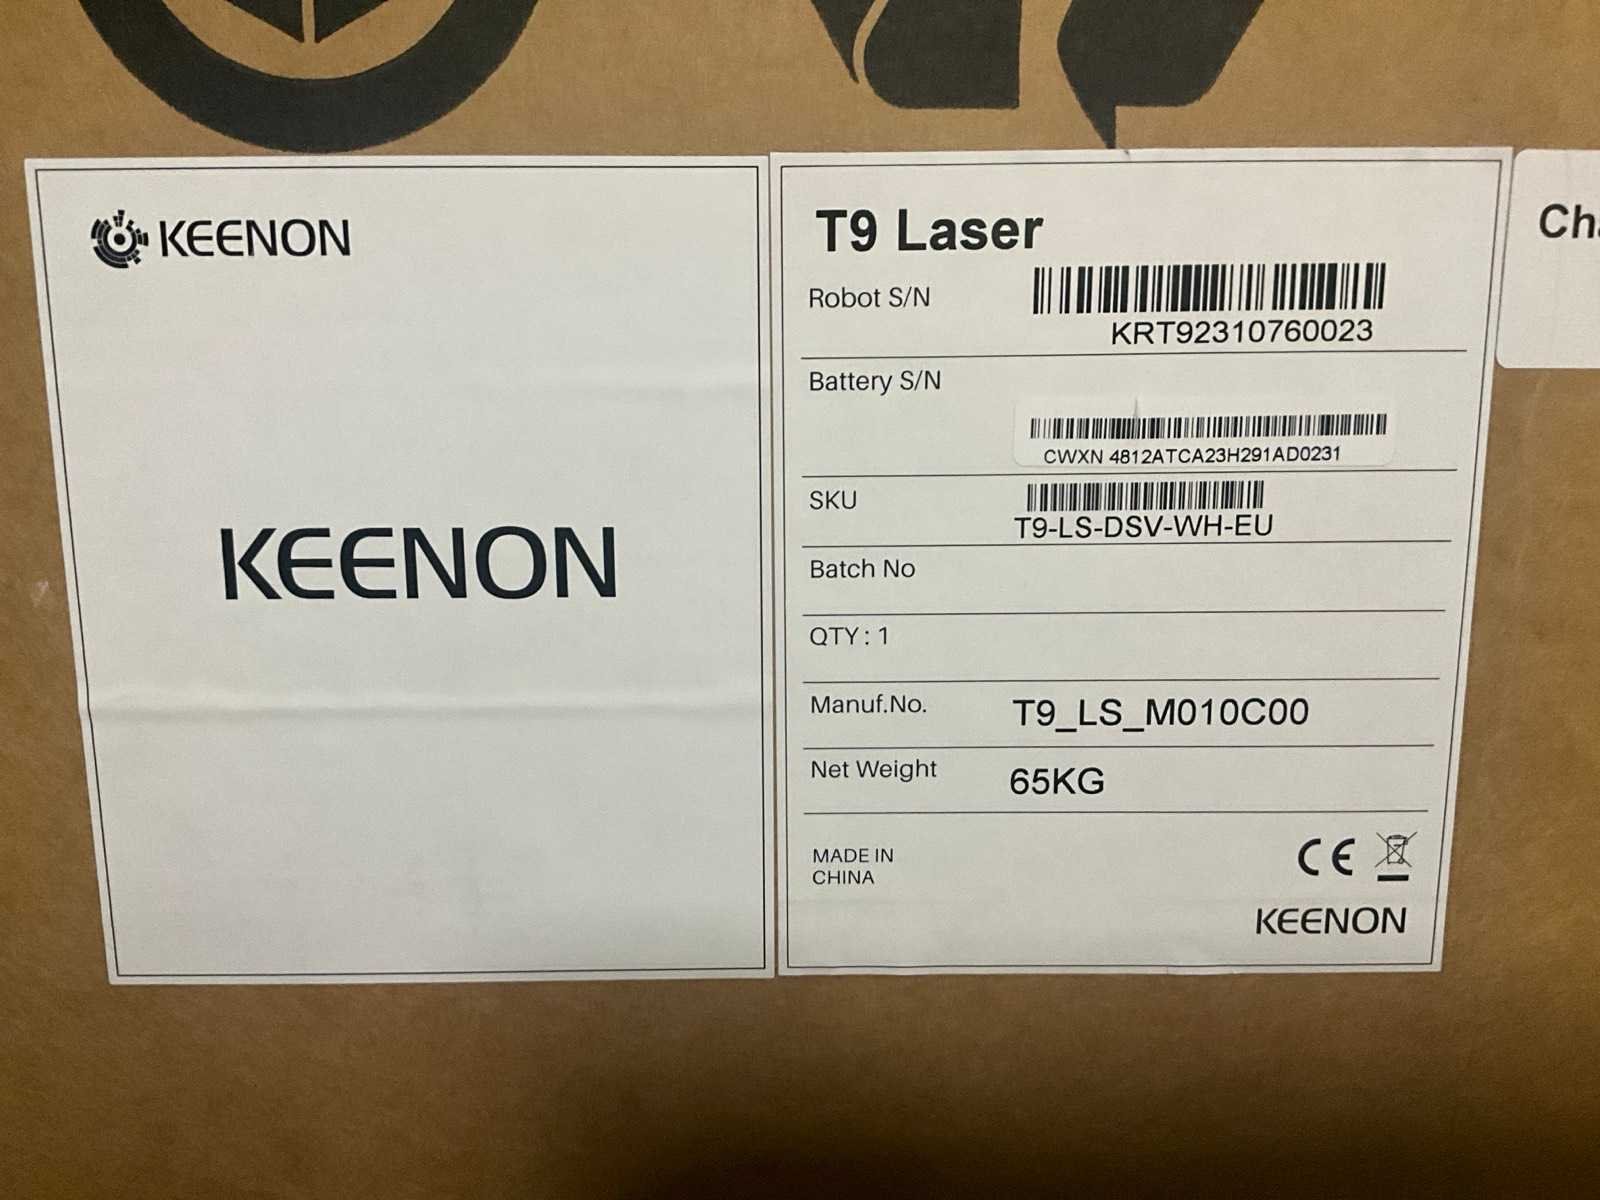 KEENON
KEENON
T9 Laser
Robot S/N
KRT92310760023
Battery S/N
CWXN 4812ATCA23H291AD0231
SKU
T9-LS-DSV-WH-EU
Batch No
QTY: 1
Manuf.No. T9_LS_M010C00
Net Weight 65KG
MADE IN
CHINA
CE
KEENON